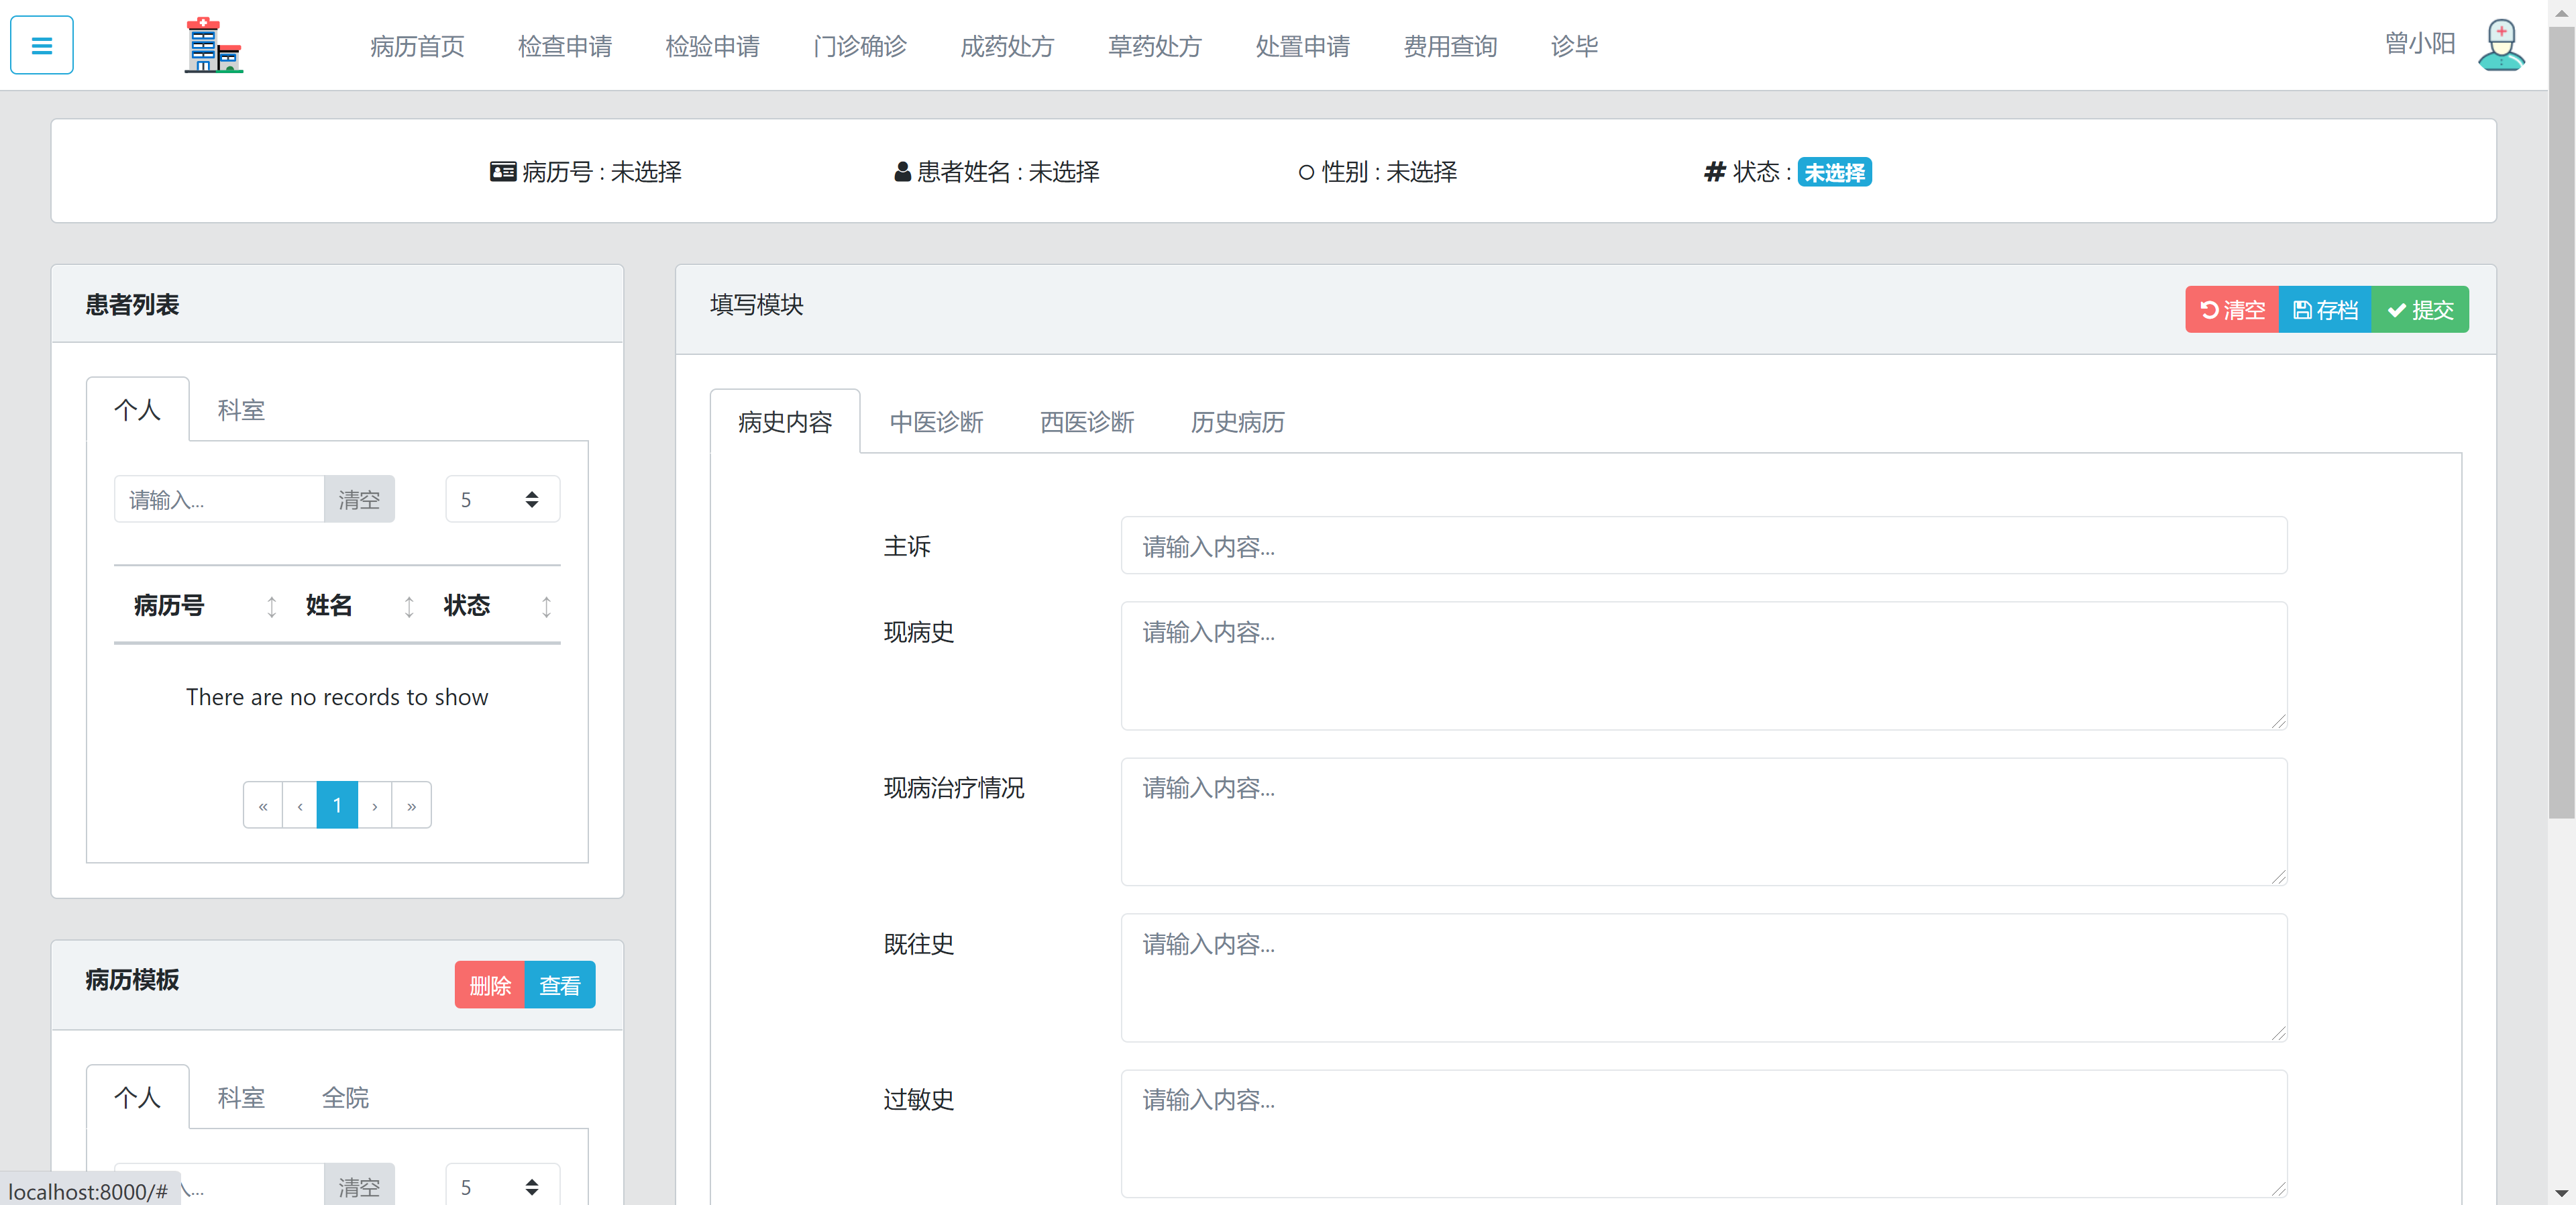 病历首页 检查申请 检验申请 门诊确诊 成药处方 草药处方 处置申请 费用查询 诊毕 曾小阳
病历号 : 未选择 患者姓名 : 未选择 性别 : 未选择 # 状态 : 未选择
患者列表
个人 科室
请输入... 清空 5
病历号 姓名 状态
There are no records to show
« ‹ 1 › »
病历模板 删除 查看
个人 科室 全院
... 清空 5
填写模块 清空 存档 提交
病史内容 中医诊断 西医诊断 历史病历
主诉 请输入内容...
现病史 请输入内容...
现病治疗情况 请输入内容...
既往史 请输入内容...
过敏史 请输入内容...
localhost:8000/#